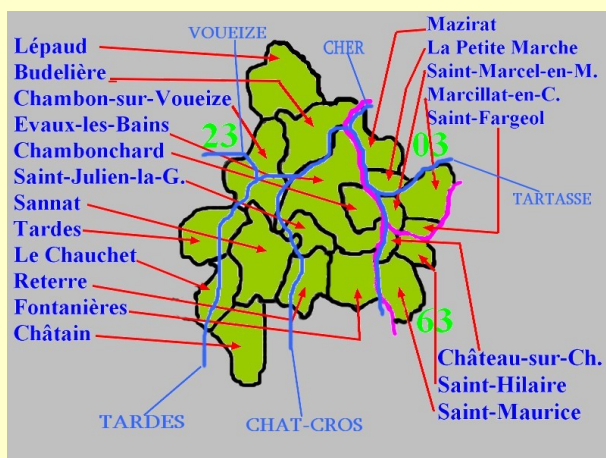 VOUEIZE
CHER
Lépaud
Budelière
Chambon-sur-Voueize
Evaux-les-Bains
Chambonchard
Saint-Julien-la-G.
Sannat
Tardes
Le Chauchet
Reterre
Fontanières
Châtain
23
Mazirat
La Petite Marche
Saint-Marcel-en-M.
Marcillat-en-C.
Saint-Fargeol
03
TARTASSE
63
Château-sur-Ch.
Saint-Hilaire
Saint-Maurice
TARDES
CHAT-CROS